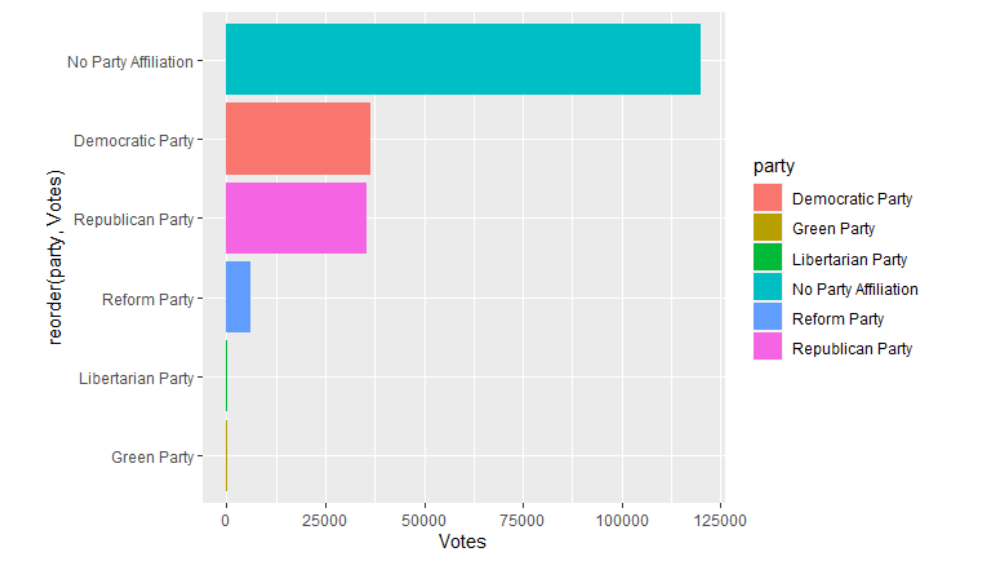 No Party Affiliation
Democratic Party
Republican Party
Reform Party
Libertarian Party
Green Party
reorder(party, Votes)
0 25000 50000 75000 100000 125000
Votes
party
Democratic Party
Green Party
Libertarian Party
No Party Affiliation
Reform Party
Republican Party